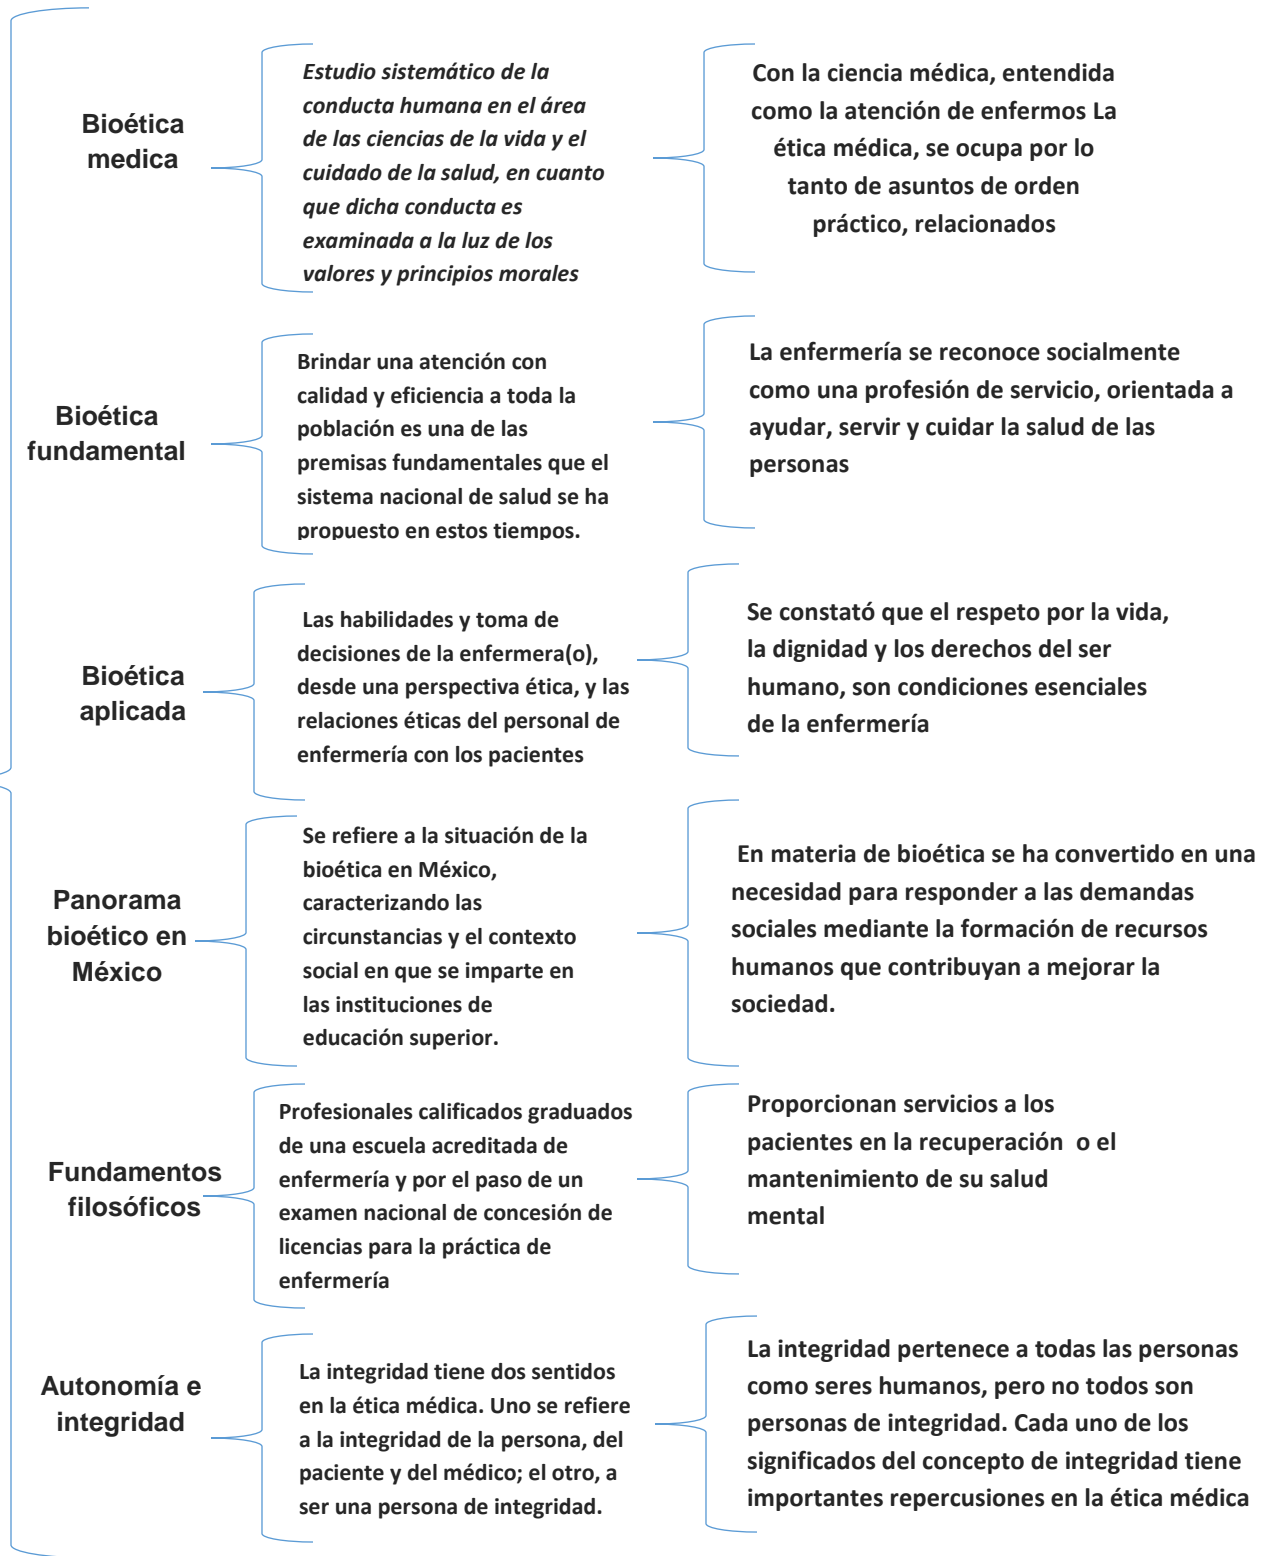 Bioética
medica
Estudio sistemático de la
conducta humana en el área
de las ciencias de la vida y el
cuidado de la salud, en cuanto
que dicha conducta es
examinada a la luz de los
valores y principios morales
Con la ciencia médica, entendida
como la atención de enfermos La
ética médica, se ocupa por lo
tanto de asuntos de orden
práctico, relacionados
Bioética
fundamental
Brindar una atención con
calidad y eficiencia a toda la
población es una de las
premisas fundamentales que el
sistema nacional de salud se ha
propuesto en estos tiempos.
La enfermería se reconoce socialmente
como una profesión de servicio, orientada a
ayudar, servir y cuidar la salud de las
personas
Bioética
aplicada
Las habilidades y toma de
decisiones de la enfermera(o),
desde una perspectiva ética, y las
relaciones éticas del personal de
enfermería con los pacientes
Se constató que el respeto por la vida,
la dignidad y los derechos del ser
humano, son condiciones esenciales
de la enfermería
Panorama
bioético en
México
Se refiere a la situación de la
bioética en México,
caracterizando las
circunstancias y el contexto
social en que se imparte en
las instituciones de
educación superior.
En materia de bioética se ha convertido en una
necesidad para responder a las demandas
sociales mediante la formación de recursos
humanos que contribuyan a mejorar la
sociedad.
Fundamentos
filosóficos
Profesionales calificados graduados
de una escuela acreditada de
enfermería y por el paso de un
examen nacional de concesión de
licencias para la práctica de
enfermería
Proporcionan servicios a los
pacientes en la recuperación o el
mantenimiento de su salud
mental
Autonomía e
integridad
La integridad tiene dos sentidos
en la ética médica. Uno se refiere
a la integridad de la persona, del
paciente y del médico; el otro, a
ser una persona de integridad.
La integridad pertenece a todas las personas
como seres humanos, pero no todos son
personas de integridad. Cada uno de los
significados del concepto de integridad tiene
importantes repercusiones en la ética médica